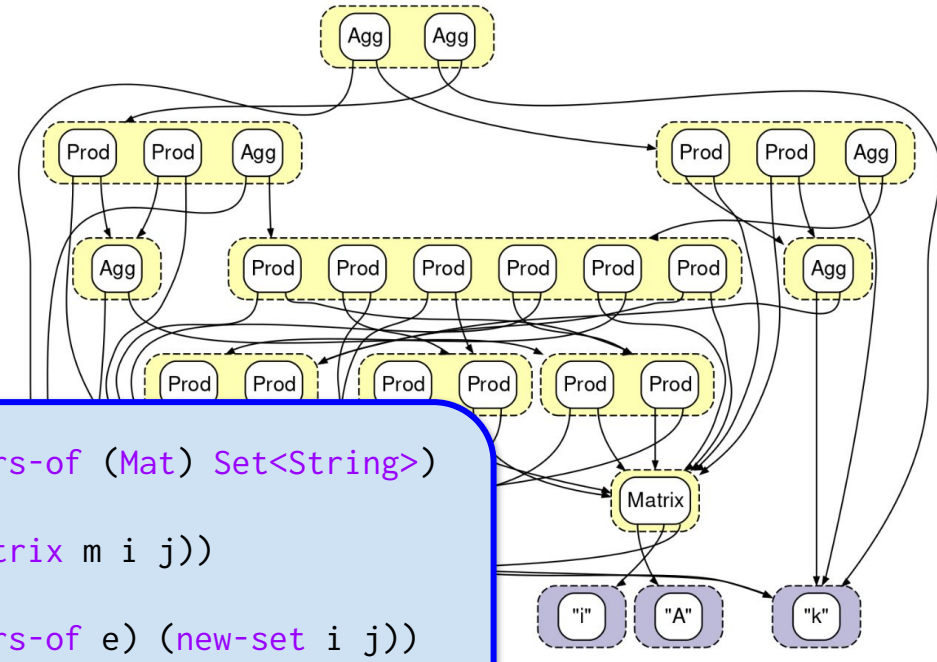 Agg Agg
Prod Prod Agg Prod Prod Agg
Agg Prod Prod Prod Prod Prod Prod Agg
Prod Prod Prod Prod Prod Prod
rs-of (Mat) Set<String>)
Matrix
trix m i j))
"i" "A" "k"
rs-of e) (new-set i j))